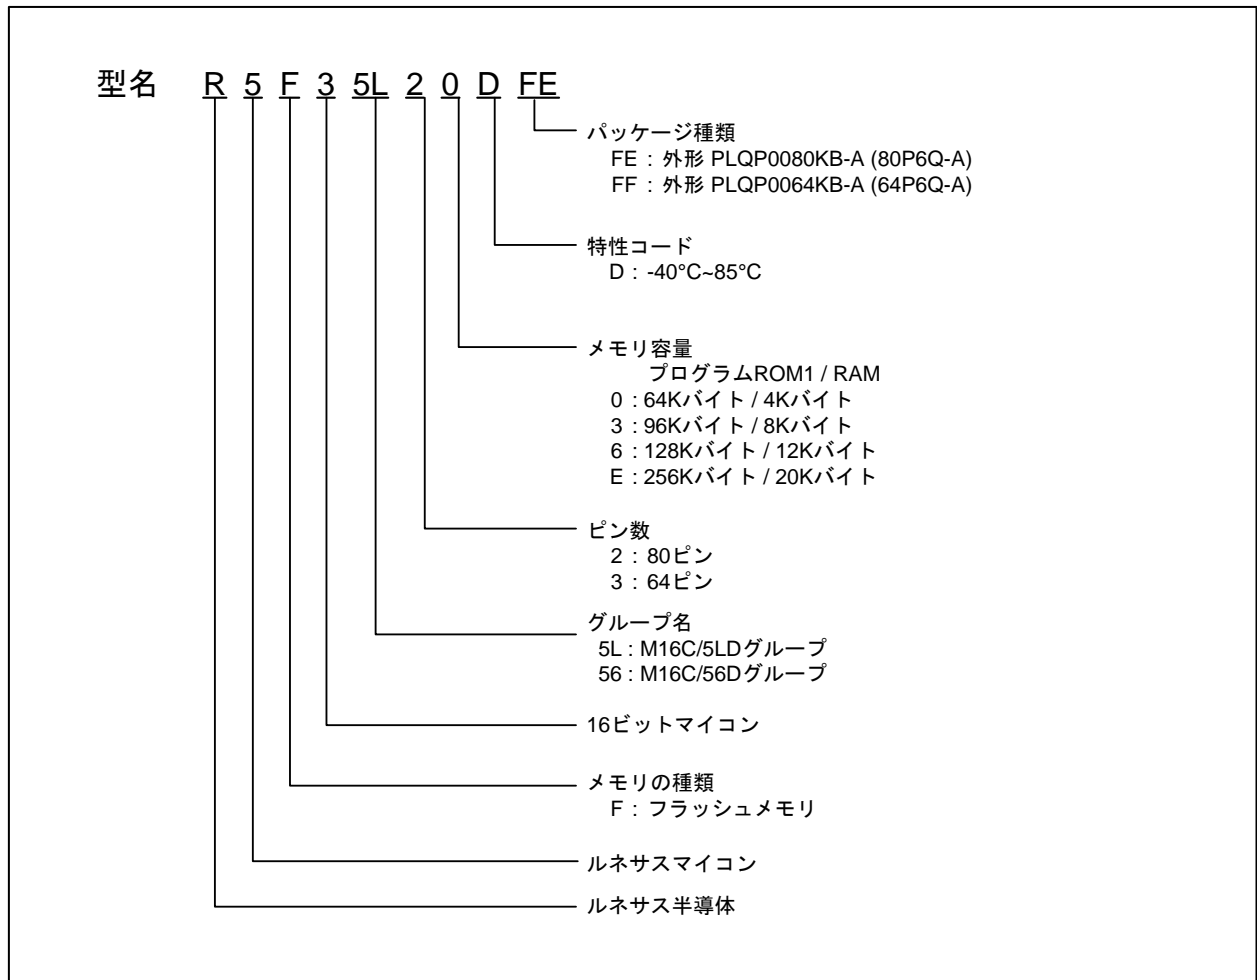 型名 R 5 F 3 5L 2 0 D FE
パッケージ種類
FE : 外形 PLQP0080KB-A (80P6Q-A)
FF : 外形 PLQP0064KB-A (64P6Q-A)
特性コード
D : -40°C~85°C
メモリ容量
プログラムROM1 / RAM
0 : 64Kバイト / 4Kバイト
3 : 96Kバイト / 8Kバイト
6 : 128Kバイト / 12Kバイト
E : 256Kバイト / 20Kバイト
ピン数
2 : 80ピン
3 : 64ピン
グループ名
5L : M16C/5LDグループ
56 : M16C/56Dグループ
16ビットマイコン
メモリの種類
F : フラッシュメモリ
ルネサスマイコン
ルネサス半導体